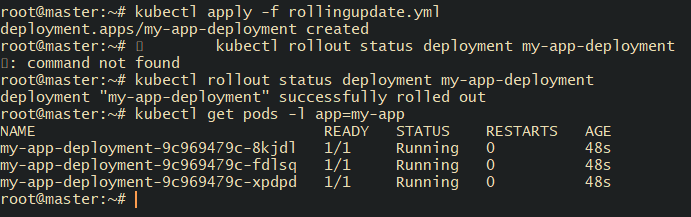 root@master:~# kubectl apply -f rollingupdate.yml
deployment.apps/my-app-deployment created
root@master:~# ▯       kubectl rollout status deployment my-app-deployment
▯: command not found
root@master:~# kubectl rollout status deployment my-app-deployment
deployment "my-app-deployment" successfully rolled out
root@master:~# kubectl get pods -l app=my-app
NAME                                READY   STATUS    RESTARTS   AGE
my-app-deployment-9c969479c-8kjdl   1/1     Running   0          48s
my-app-deployment-9c969479c-fdlsq   1/1     Running   0          48s
my-app-deployment-9c969479c-xpdpd   1/1     Running   0          48s
root@master:~#